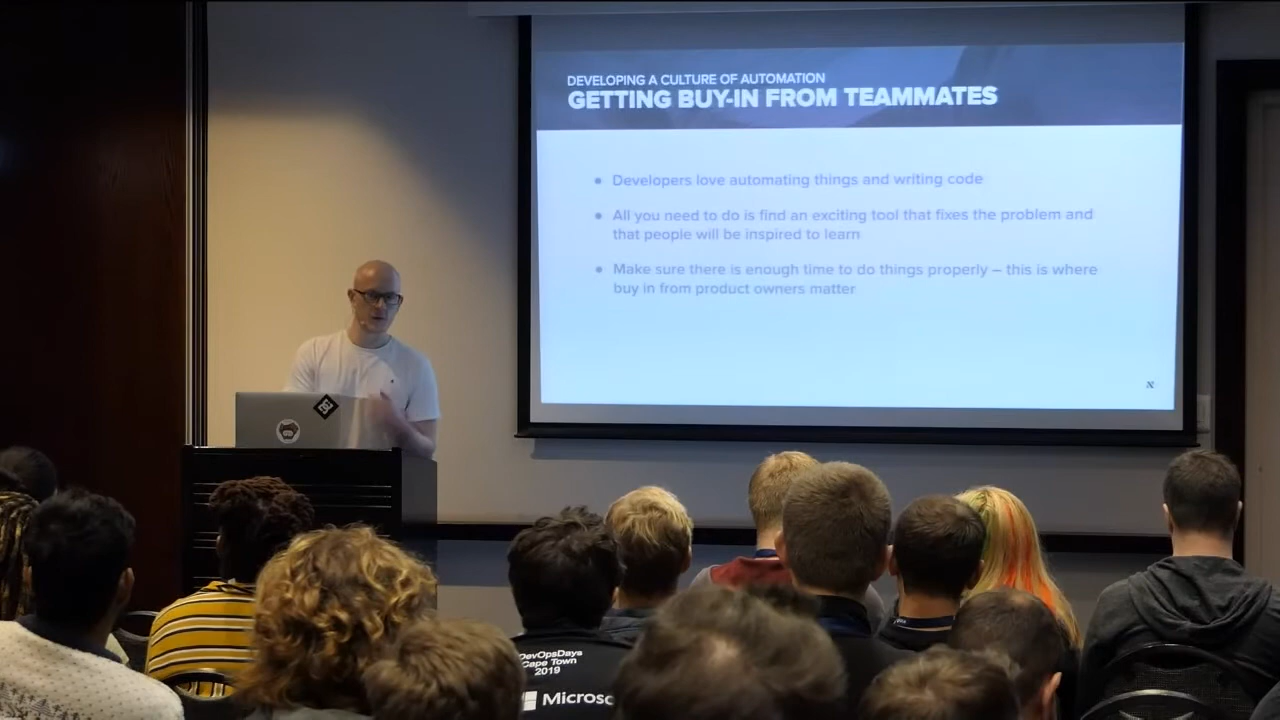 DEVELOPING A CULTURE OF AUTOMATION
GETTING BUY-IN FROM TEAMMATES
• Developers love automating things and writing code
• All you need to do is find an exciting tool that fixes the problem and
that people will be inspired to learn
• Make sure there is enough time to do things properly – this is where
buy in from product owners matter
N
DevOpsDays
Cape Town
2019
Microso